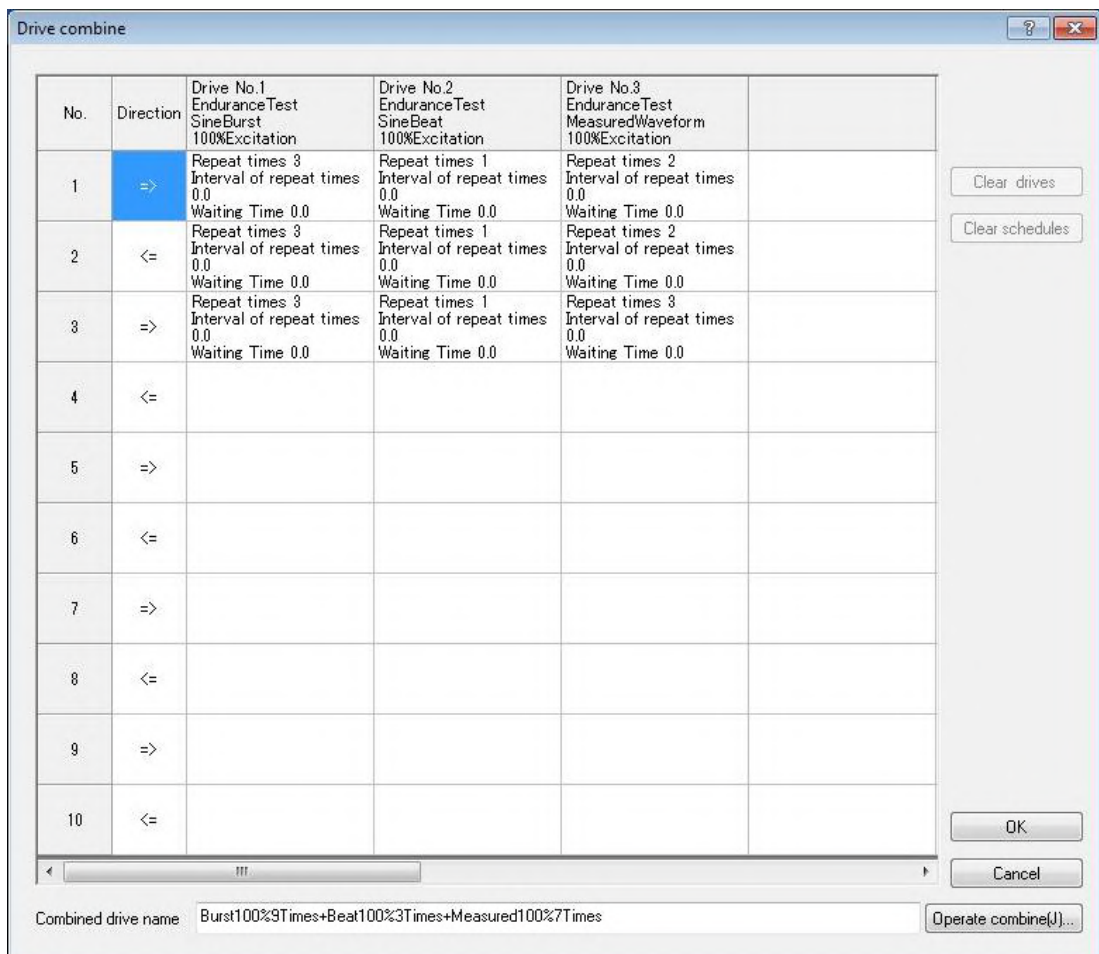 Drive combine
No.
Direction
Drive No.1
EnduranceTest
SineBurst
100%Excitation
Drive No.2
EnduranceTest
SineBeat
100%Excitation
Drive No.3
EnduranceTest
MeasuredWaveform
100%Excitation
1
=>
Repeat times 3
Interval of repeat times
0.0
Waiting Time 0.0
Repeat times 1
Interval of repeat times
0.0
Waiting Time 0.0
Repeat times 2
Interval of repeat times
0.0
Waiting Time 0.0
2
<=
Repeat times 3
Interval of repeat times
0.0
Waiting Time 0.0
Repeat times 1
Interval of repeat times
0.0
Waiting Time 0.0
Repeat times 2
Interval of repeat times
0.0
Waiting Time 0.0
3
=>
Repeat times 3
Interval of repeat times
0.0
Waiting Time 0.0
Repeat times 1
Interval of repeat times
0.0
Waiting Time 0.0
Repeat times 3
Interval of repeat times
0.0
Waiting Time 0.0
4
<=
5
=>
6
<=
7
=>
8
<=
9
=>
10
<=
Clear drives
Clear schedules
OK
Cancel
Combined drive name
Burst100%9Times+Beat100%3Times+Measured100%7Times
Operate combine(J)...